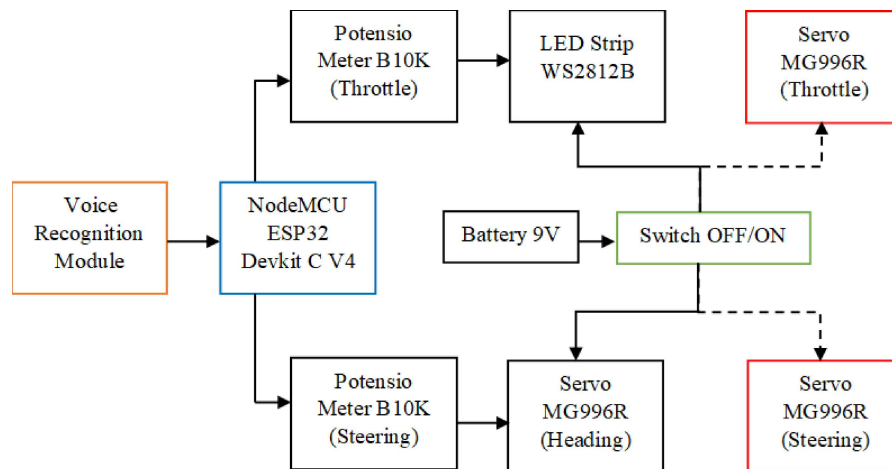 Potensio
Meter B10K
(Throttle)
LED Strip
WS2812B
Servo
MG996R
(Throttle)
Voice
Recognition
Module
NodeMCU
ESP32
Devkit C V4
Battery 9V
Switch OFF/ON
Potensio
Meter B10K
(Steering)
Servo
MG996R
(Heading)
Servo
MG996R
(Steering)